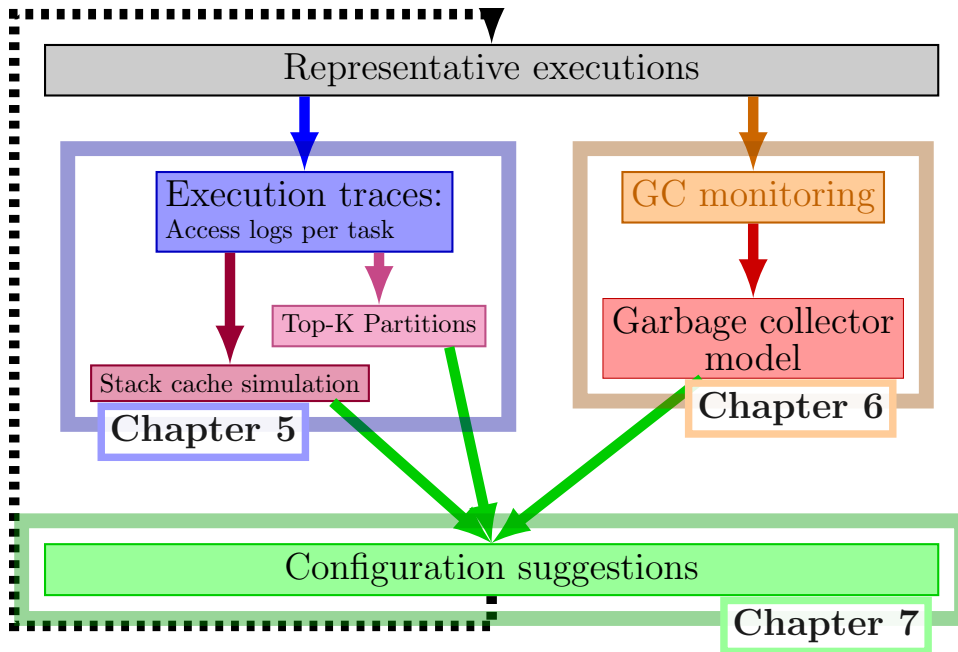 Representative executions
Execution traces:
Access logs per task
GC monitoring
Top-K Partitions
Garbage collector
model
Stack cache simulation
Chapter 5
Chapter 6
Configuration suggestions
Chapter 7